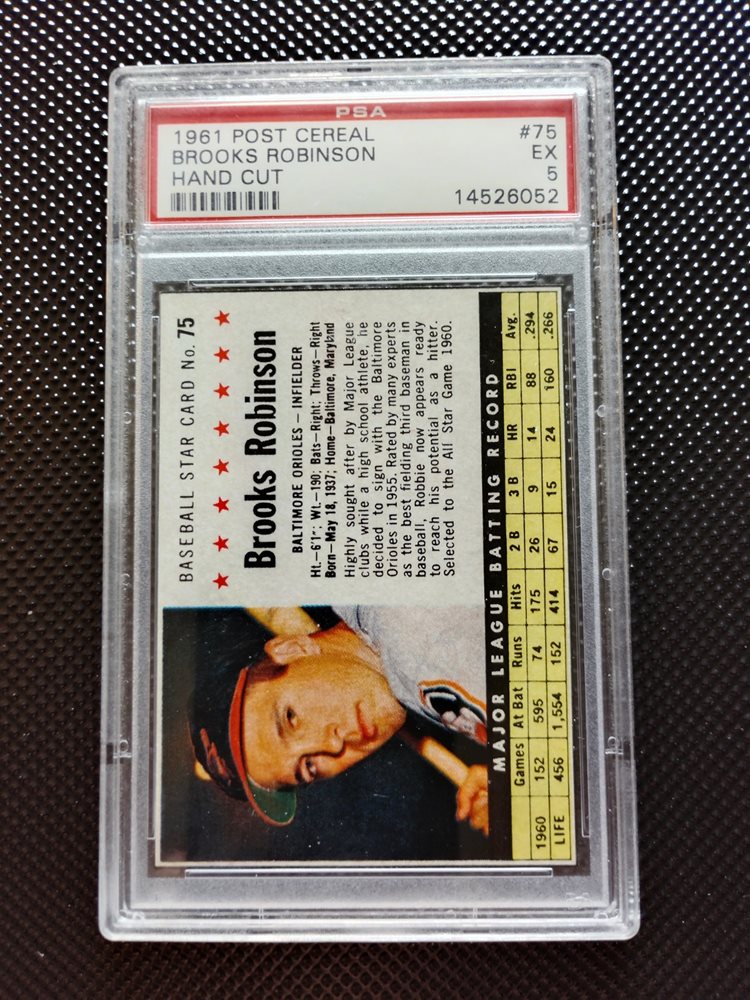 PSA
1961 POST CEREAL #75
BROOKS ROBINSON EX
HAND CUT 5
14526052
BASEBALL STAR CARD No. 75
Brooks Robinson
BALTIMORE ORIOLES — INFIELDER
Ht.—6'1"; Wt.—190; Bats—Right; Throws—Right
Born—May 18, 1937; Home—Baltimore, Maryland
Highly sought after by Major League
clubs while a high school athlete, he
decided to sign with the Baltimore
Orioles in 1955. Rated by many experts
as the best fielding third baseman in
baseball, Robbie now appears ready
to reach his potential as a hitter.
Selected to the All Star Game 1960.
MAJOR LEAGUE BATTING RECORD
Games At Bat Runs Hits 2 B 3 B HR RBI Avg.
1960 152 595 74 175 26 9 14 88 .294
LIFE 456 1,554 152 414 67 15 24 160 .266